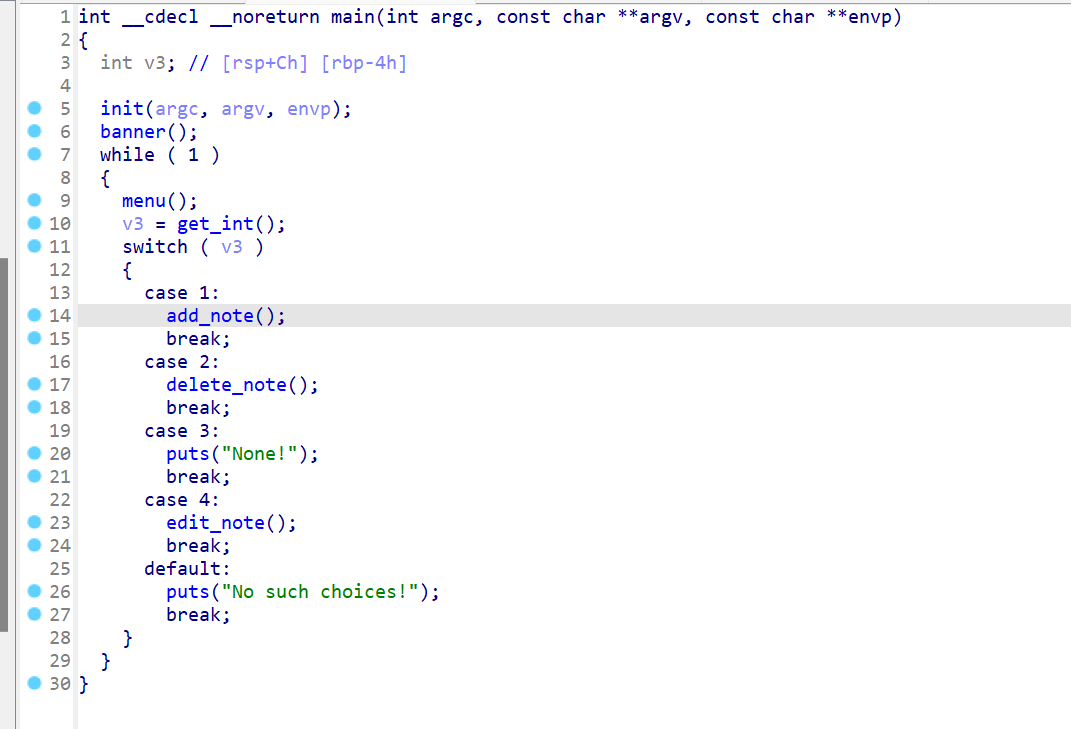 1 int __cdecl __noreturn main(int argc, const char **argv, const char **envp)
2 {
3   int v3; // [rsp+Ch] [rbp-4h]
4
5   init(argc, argv, envp);
6   banner();
7   while ( 1 )
8   {
9     menu();
10     v3 = get_int();
11     switch ( v3 )
12     {
13       case 1:
14         add_note();
15         break;
16       case 2:
17         delete_note();
18         break;
19       case 3:
20         puts("None!");
21         break;
22       case 4:
23         edit_note();
24         break;
25       default:
26         puts("No such choices!");
27         break;
28     }
29   }
30 }